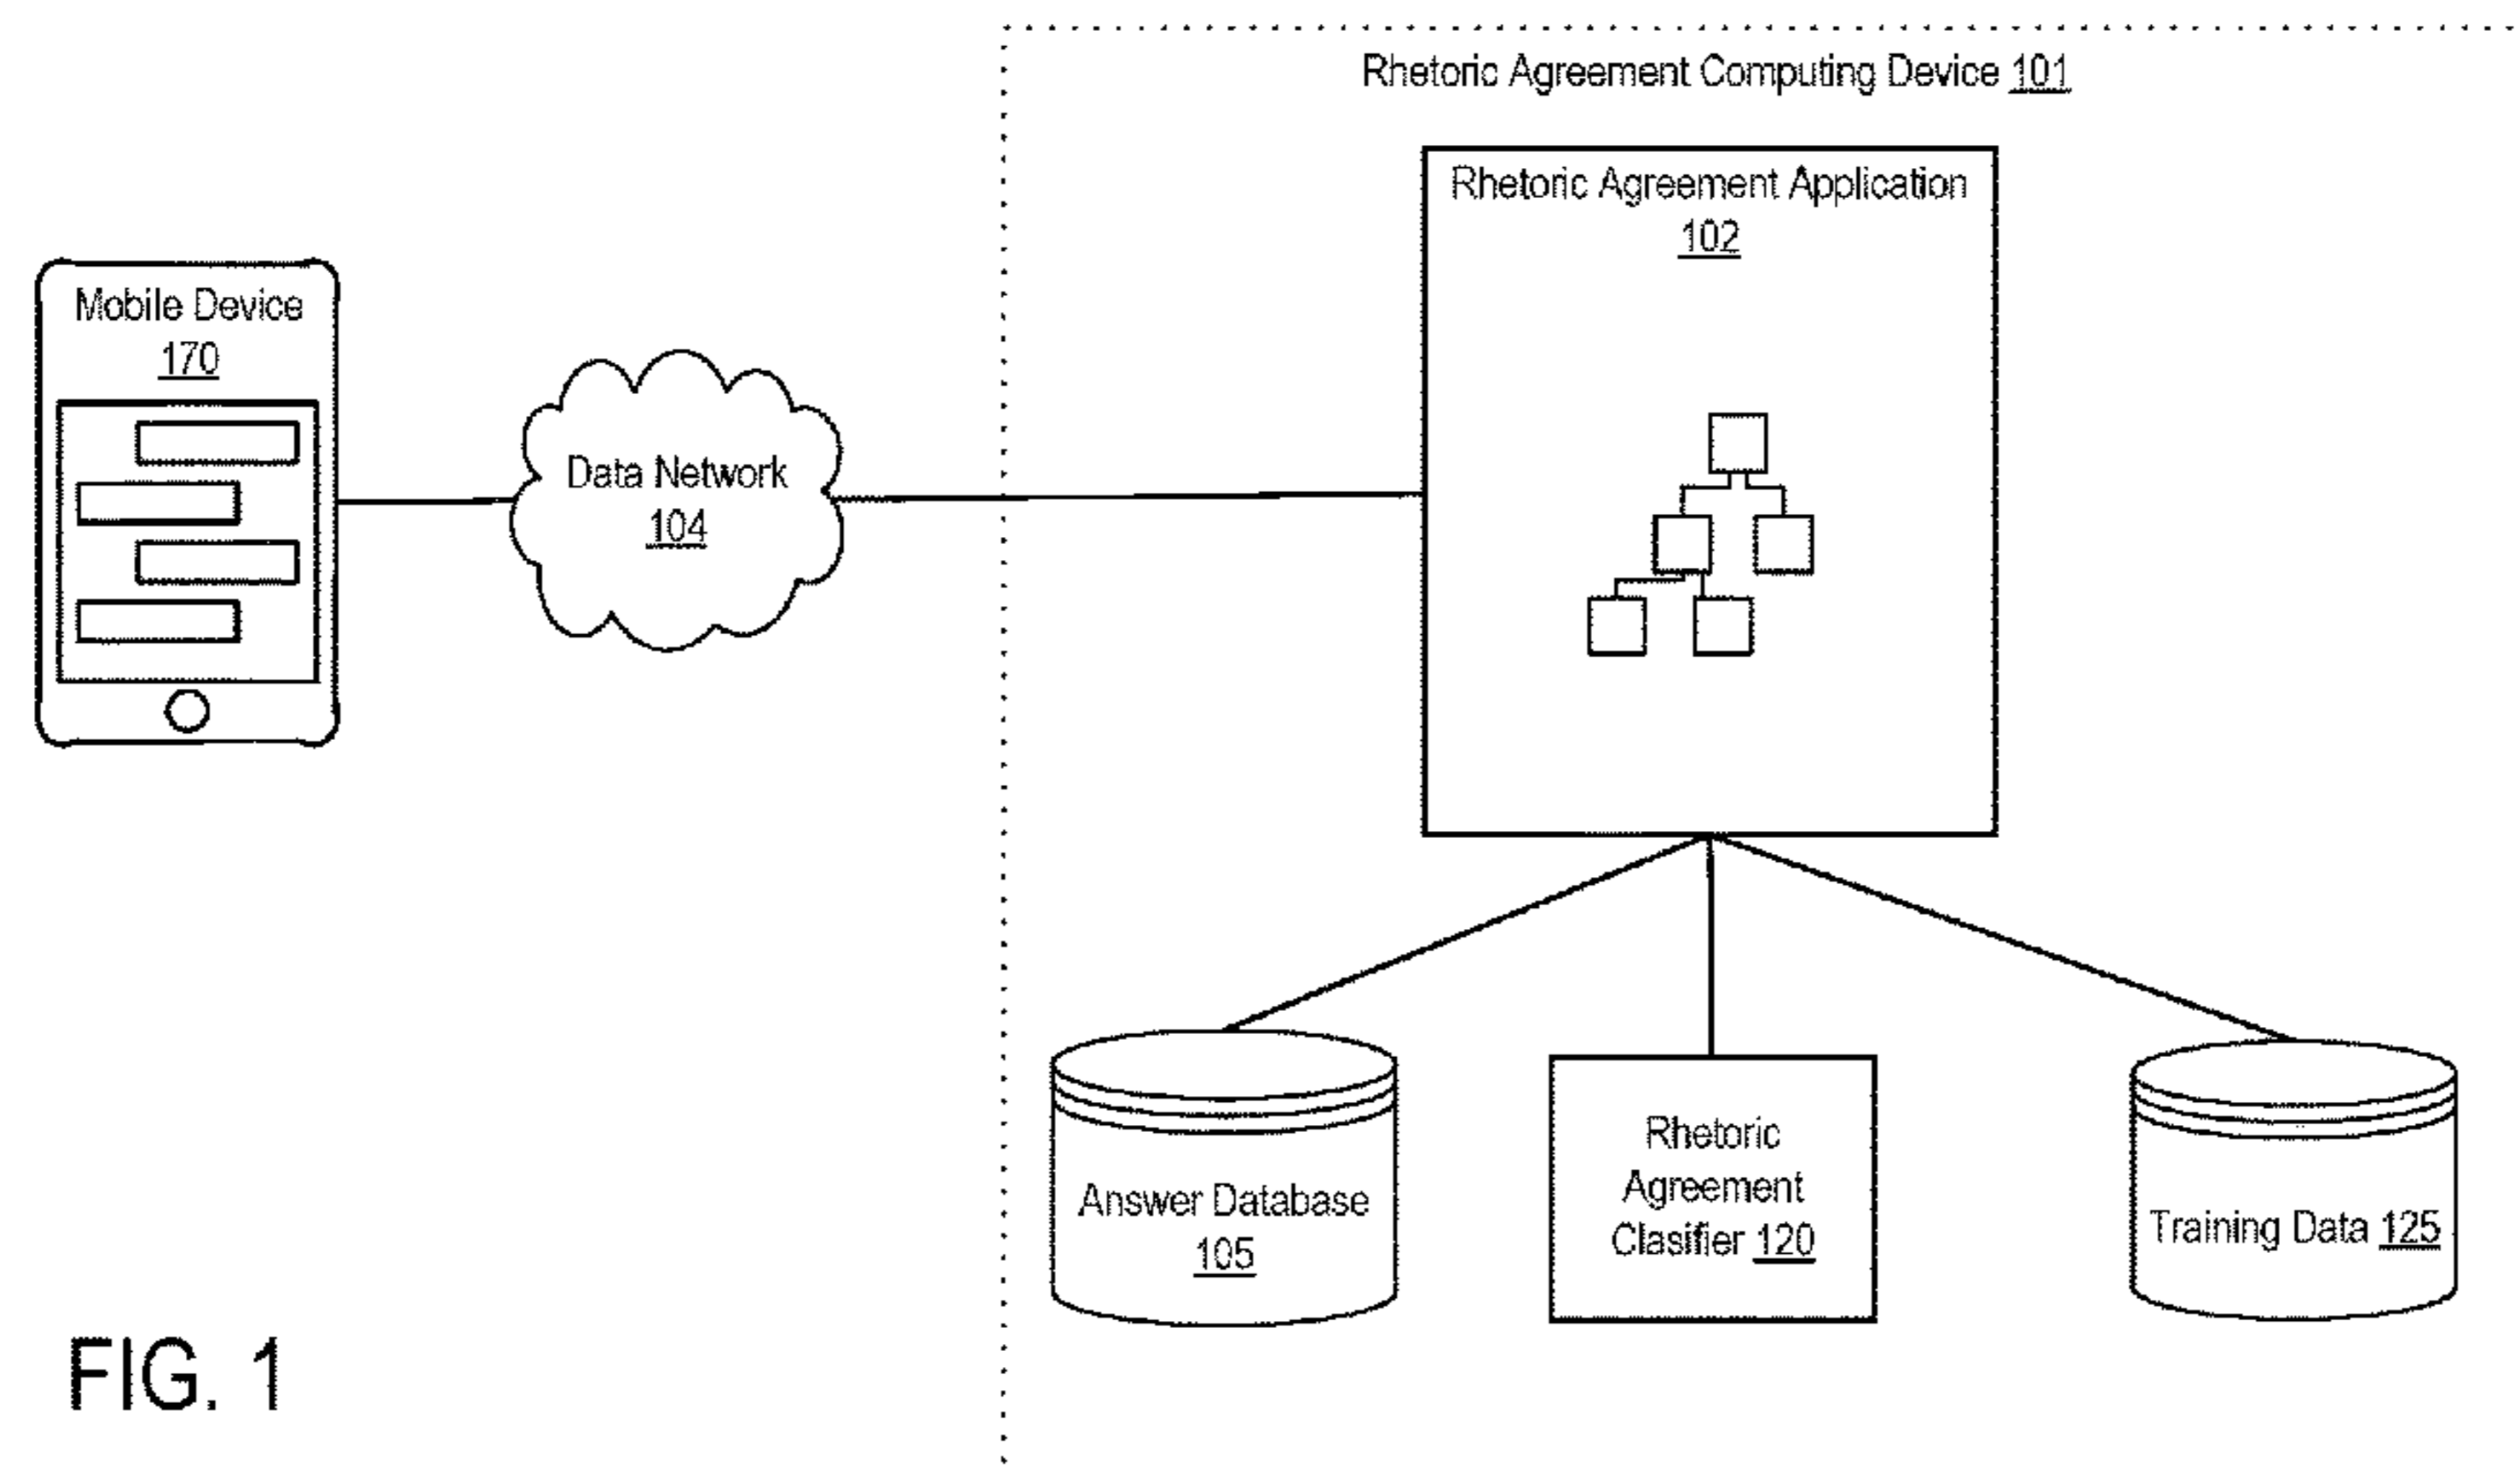 Rhetoric Agreement Computing Device 101
Rhetoric Agreement Application
102
Mobile Device
170
Data Network
104
Answer Database
105
Rhetoric
Agreement
Clasifier 120
Training Data 125
FIG. 1